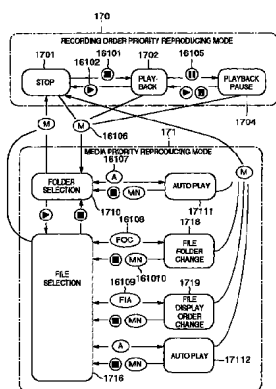 170
RECORDING ORDER PRIORITY REPRODUCING MODE
1701
16101
1702
16105
16102
STOP
PLAY-
BACK
PLAYBACK
PAUSE
1704
M
M
16106
M
171
MEDIA PRIORITY REPRODUCING MODE
16107
FOLDER
SELECTION
A
MN
AUTO PLAY
1710
16108
17111
1718
FOC
MN
FILE
FOLDER
CHANGE
16109
161010
1719
FILE
SELECTION
FIA
MN
FILE
DISPLAY
ORDER
CHANGE
A
MN
AUTO PLAY
1716
17112